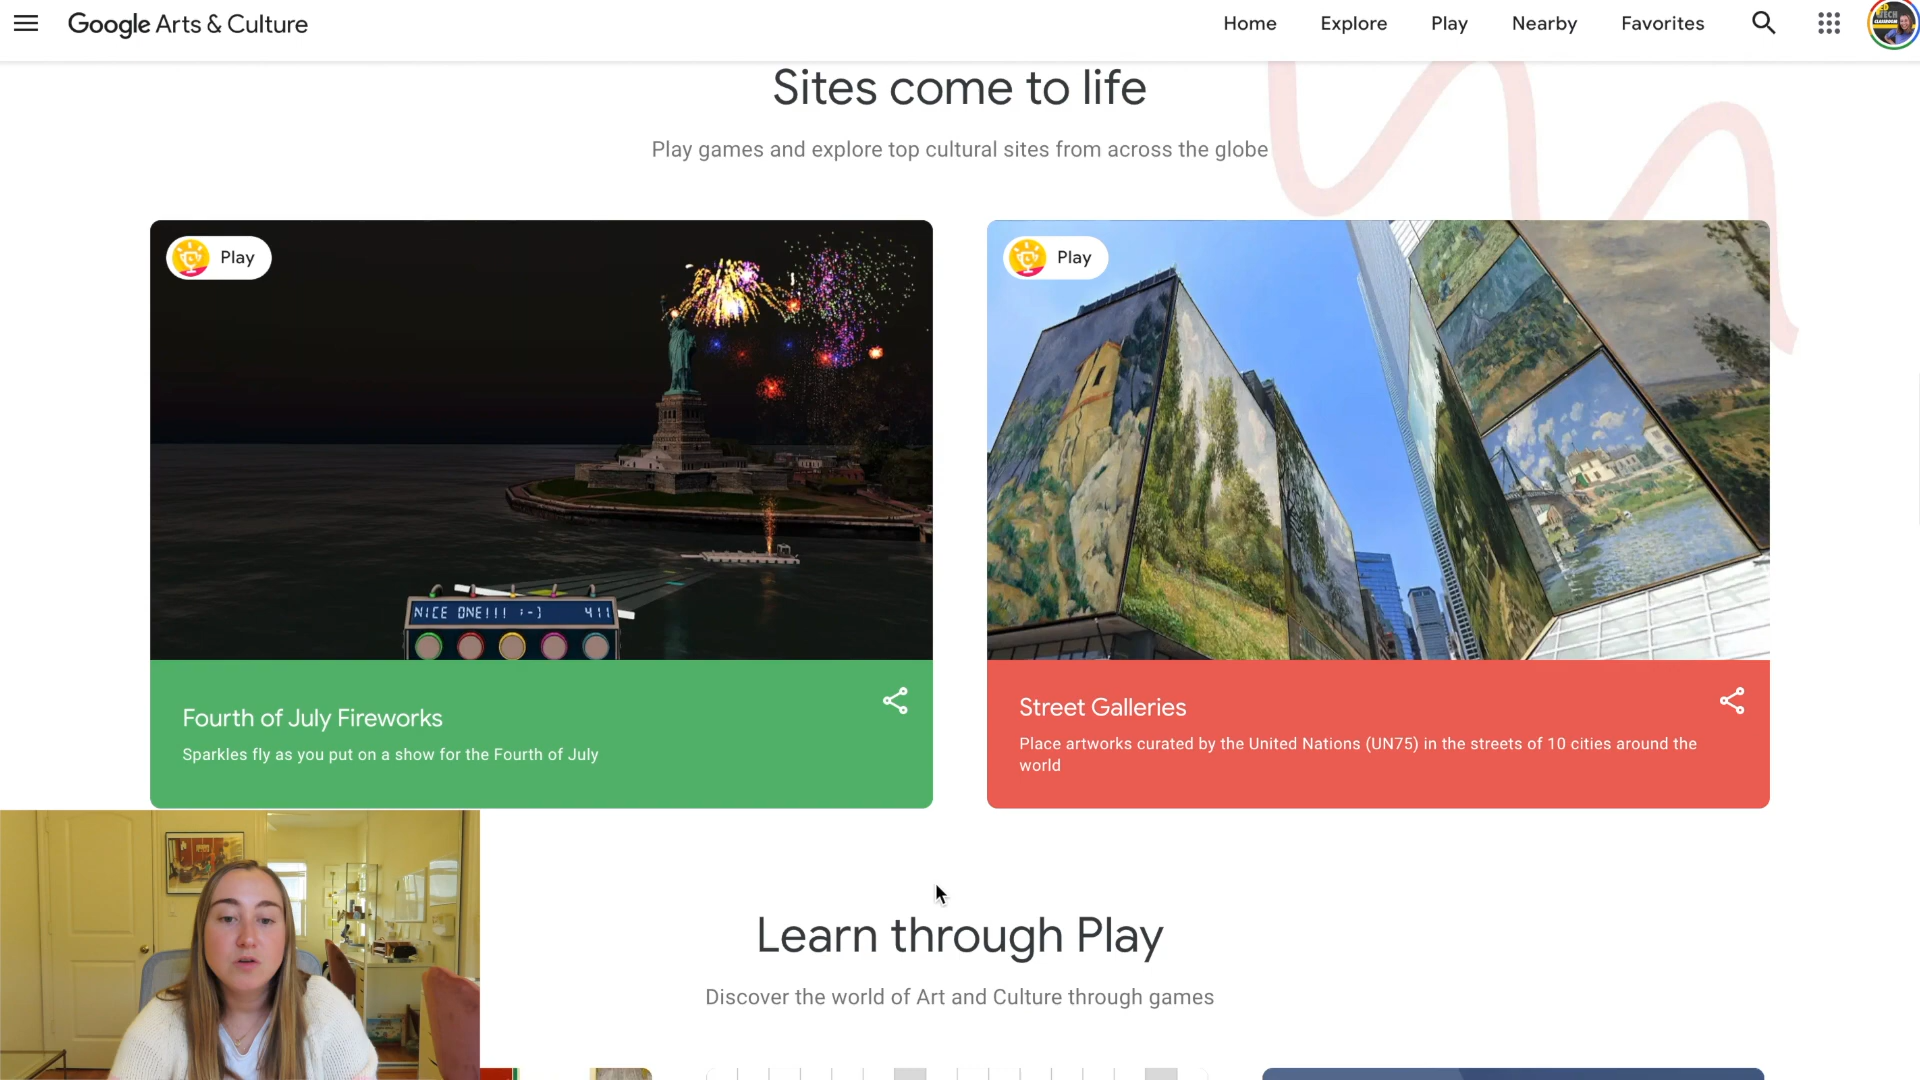 Google Arts & Culture
Home Explore Play Nearby Favorites
Sites come to life
Play games and explore top cultural sites from across the globe
Play
NICE ONE!!! :-) 411
Fourth of July Fireworks
Sparkles fly as you put on a show for the Fourth of July
Play
Street Galleries
Place artworks curated by the United Nations (UN75) in the streets of 10 cities around the
world
Learn through Play
Discover the world of Art and Culture through games